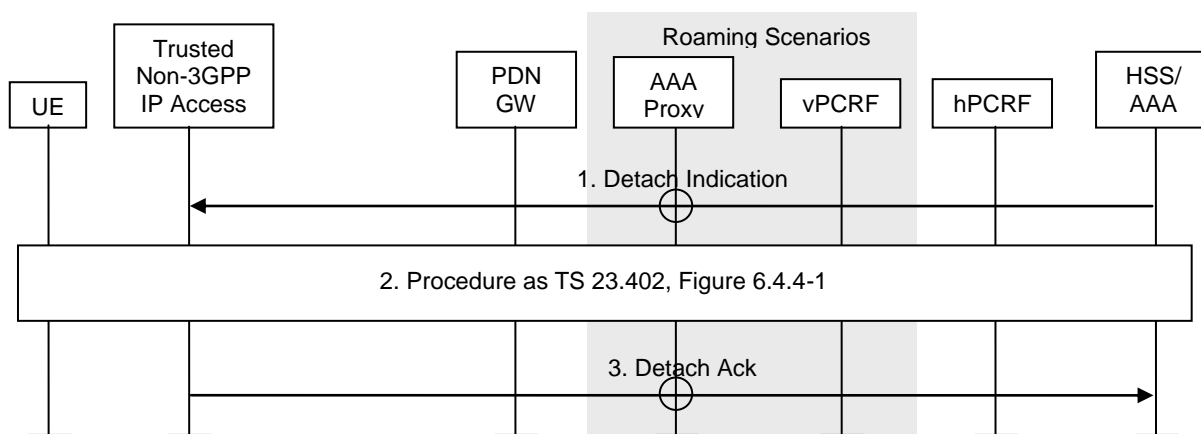 Roaming Scenarios
UE
Trusted
Non-3GPP
IP Access
PDN
GW
AAA
Proxy
vPCRF
hPCRF
HSS/
AAA
1. Detach Indication
2. Procedure as TS 23.402, Figure 6.4.4-1
3. Detach Ack